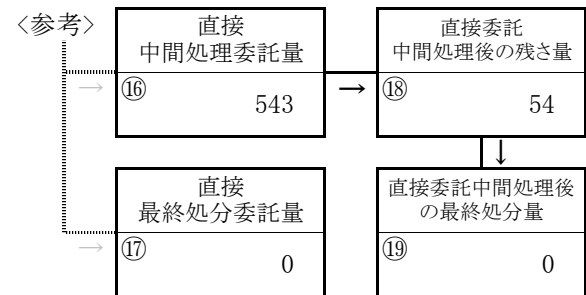 〈参考〉
直接
中間処理委託量
⑯ 543
→
→
直接委託
中間処理後の残さ量
⑱ 54
↓
直接
最終処分委託量
⑰ 0
→
直接委託中間処理後
の最終処分量
⑲ 0